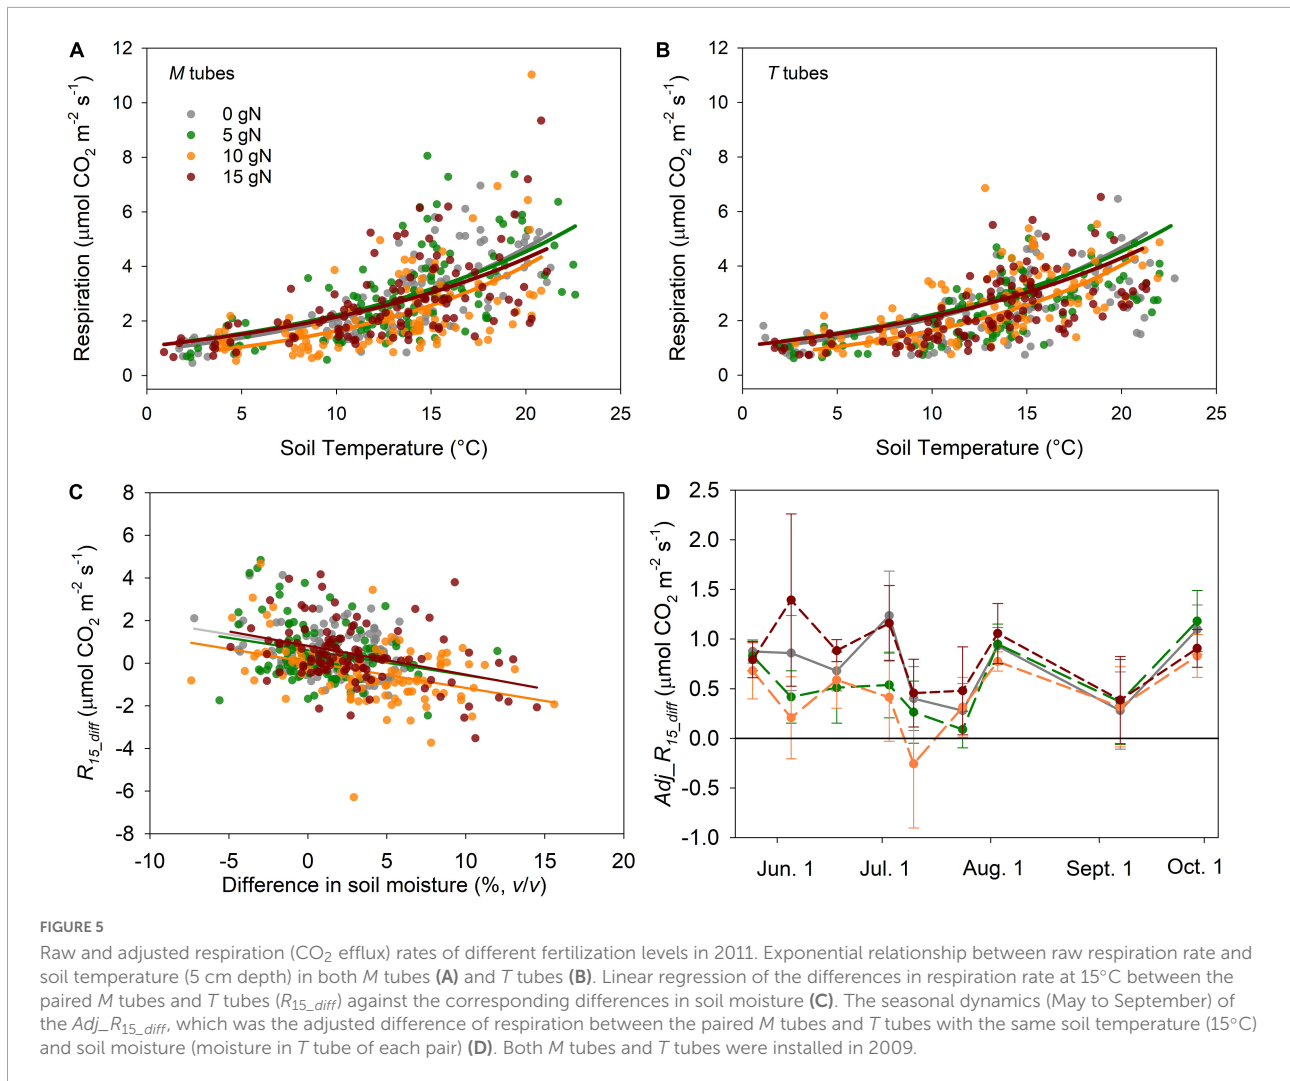 A
M tubes
0 gN
5 gN
10 gN
15 gN
Respiration (µmol CO₂ m⁻² s⁻¹)
12
10
8
6
4
2
0
0 5 10 15 20 25
Soil Temperature (°C)
B
T tubes
Respiration (µmol CO₂ m⁻² s⁻¹)
12
10
8
6
4
2
0
0 5 10 15 20 25
Soil Temperature (°C)
C
R₁₅_diff (µmol CO₂ m⁻² s⁻¹)
8
6
4
2
0
-2
-4
-6
-8
-10 -5 0 5 10 15 20
Difference in soil moisture (%, v/v)
D
Adj_R₁₅_diff (µmol CO₂ m⁻² s⁻¹)
2.5
2.0
1.5
1.0
0.5
0.0
-0.5
-1.0
Jun. 1 Jul. 1 Aug. 1 Sept. 1 Oct. 1
FIGURE 5
Raw and adjusted respiration (CO₂ efflux) rates of different fertilization levels in 2011. Exponential relationship between raw respiration rate and
soil temperature (5 cm depth) in both M tubes (A) and T tubes (B). Linear regression of the differences in respiration rate at 15°C between the
paired M tubes and T tubes (R₁₅_diff) against the corresponding differences in soil moisture (C). The seasonal dynamics (May to September) of
the Adj_R₁₅_diff, which was the adjusted difference of respiration between the paired M tubes and T tubes with the same soil temperature (15°C)
and soil moisture (moisture in T tube of each pair) (D). Both M tubes and T tubes were installed in 2009.